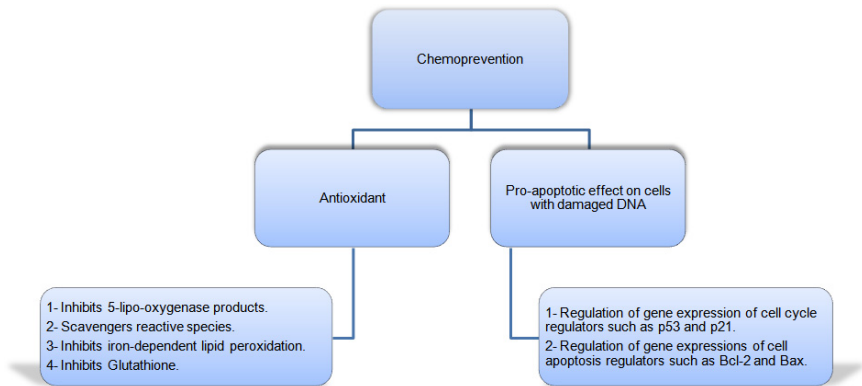 Chemoprevention
Antioxidant
Pro-apoptotic effect on cells
with damaged DNA
1- Inhibits 5-lipo-oxygenase products.
2- Scavengers reactive species.
3- Inhibits iron-dependent lipid peroxidation.
4- Inhibits Glutathione.
1- Regulation of gene expression of cell cycle
regulators such as p53 and p21.
2- Regulation of gene expressions of cell
apoptosis regulators such as Bcl-2 and Bax.